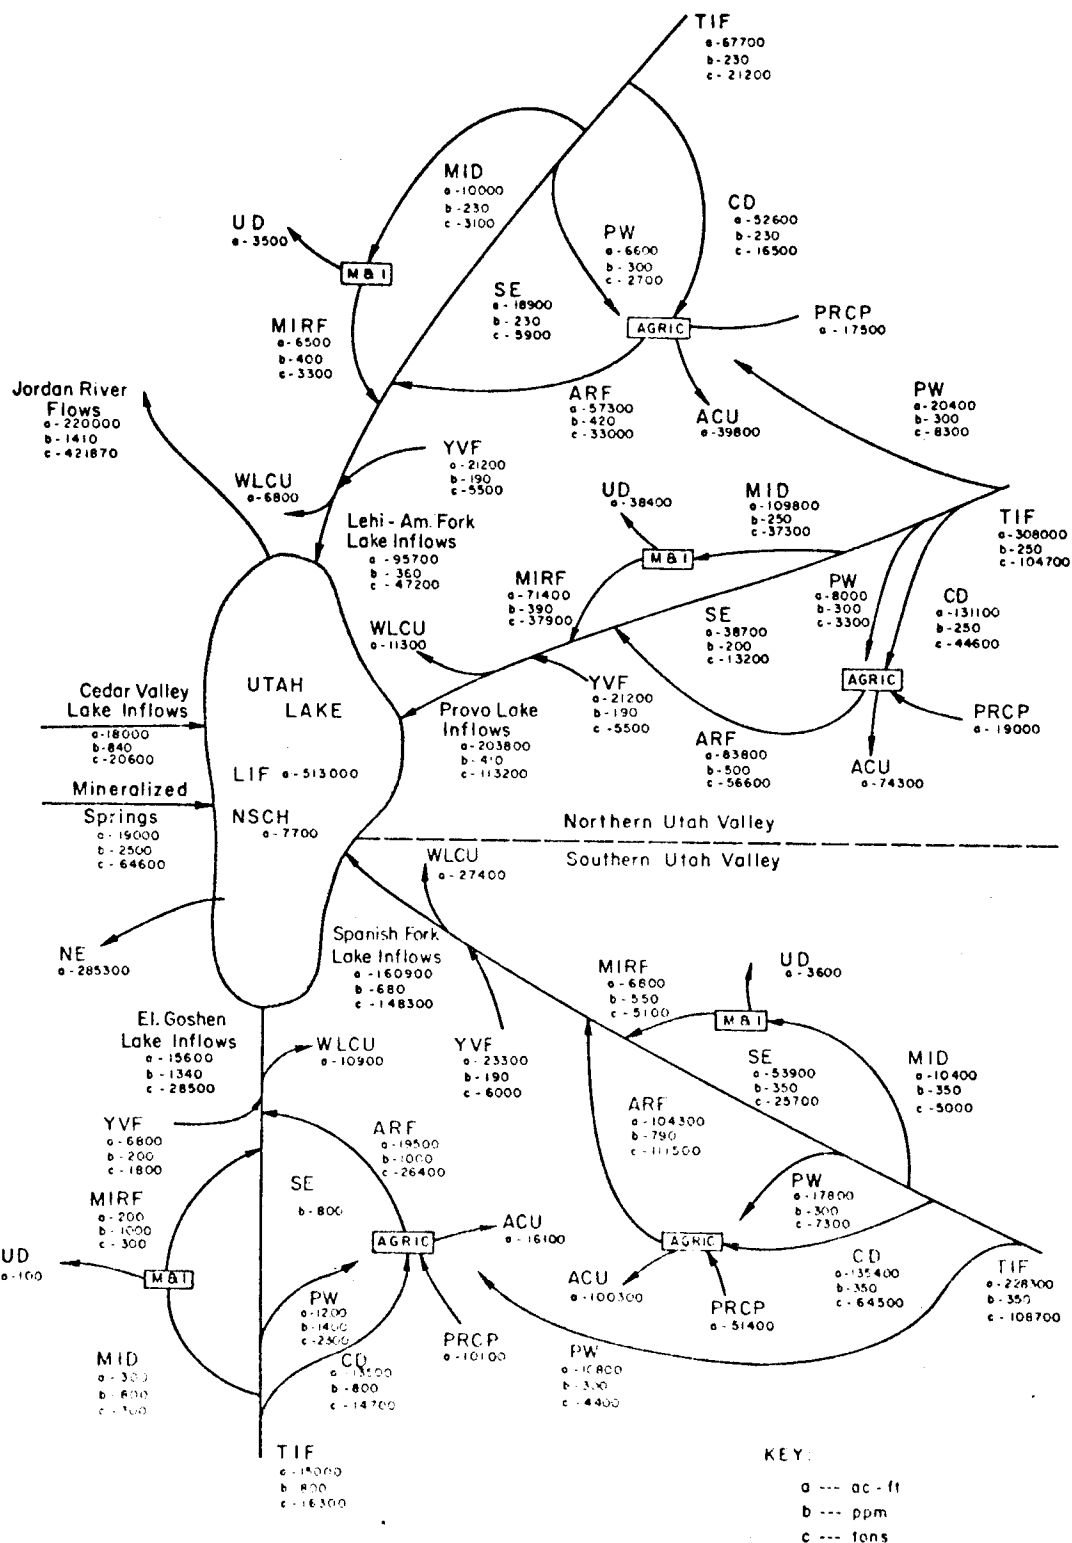 TIF
a-67700
b-230
c-21200
MID
a-10000
b-230
c-3100
UD
a-3500
M & I
CD
a-52600
b-230
c-16500
PW
a-6600
b-300
c-2700
SE
a-18900
b-230
c-5900
AGRIC
PRCP
a-17500
MIRF
a-6500
b-400
c-3300
ARF
a-57300
b-420
c-33000
ACU
a-39800
Jordan River
Flows
a-220000
b-1410
c-421870
PW
a-20400
b-300
c-8300
YVF
a-21200
b-190
c-5500
WLCU
a-6800
Lehi-Am. Fork
Lake Inflows
a-95700
b-360
c-47200
UD
a-38400
MID
a-109800
b-250
c-37300
TIF
a-308000
b-250
c-104700
M & I
MIRF
a-71400
b-390
c-37900
PW
a-8000
b-300
c-3300
CD
a-131100
b-250
c-44600
SE
a-38700
b-200
c-13200
WLCU
a-11300
YVF
a-21200
b-190
c-5500
AGRIC
PRCP
a-19000
UTAH
LAKE
Cedar Valley
Lake Inflows
a-18000
b-840
c-20600
Provo Lake
Inflows
a-203800
b-410
c-113200
ARF
a-83800
b-500
c-56600
ACU
a-74300
LIF a-513000
Mineralized
Springs
a-19000
b-2500
c-64600
NSCH
a-7700
Northern Utah Valley
Southern Utah Valley
WLCU
a-27400
NE
a-285300
Spanish Fork
Lake Inflows
a-160900
b-680
c-148300
MIRF
a-6800
b-550
c-5100
UD
a-3600
M & I
El. Goshen
Lake Inflows
a-15600
b-1340
c-28500
WLCU
a-10900
YVF
a-23300
b-190
c-6000
SE
a-53900
b-350
c-25700
MID
a-10400
b-350
c-5000
YVF
a-6800
b-200
c-1800
ARF
a-19500
b-1000
c-26400
ARF
a-104300
b-790
c-111500
SE
b-800
MIRF
a-200
b-1000
c-300
PW
a-17800
b-300
c-7300
UD
a-100
M & I
AGRIC
ACU
a-16100
AGRIC
ACU
a-100300
CD
a-135400
b-350
c-64500
TIF
a-228300
b-350
c-108700
PW
a-1200
b-1400
c-2300
PRCP
a-10100
PRCP
a-51400
MID
a-300
b-800
c-300
CD
a-13500
b-800
c-14700
PW
a-10800
b-300
c-4400
TIF
a-15000
b-800
c-16300
KEY:
a --- ac-ft
b --- ppm
c --- tons